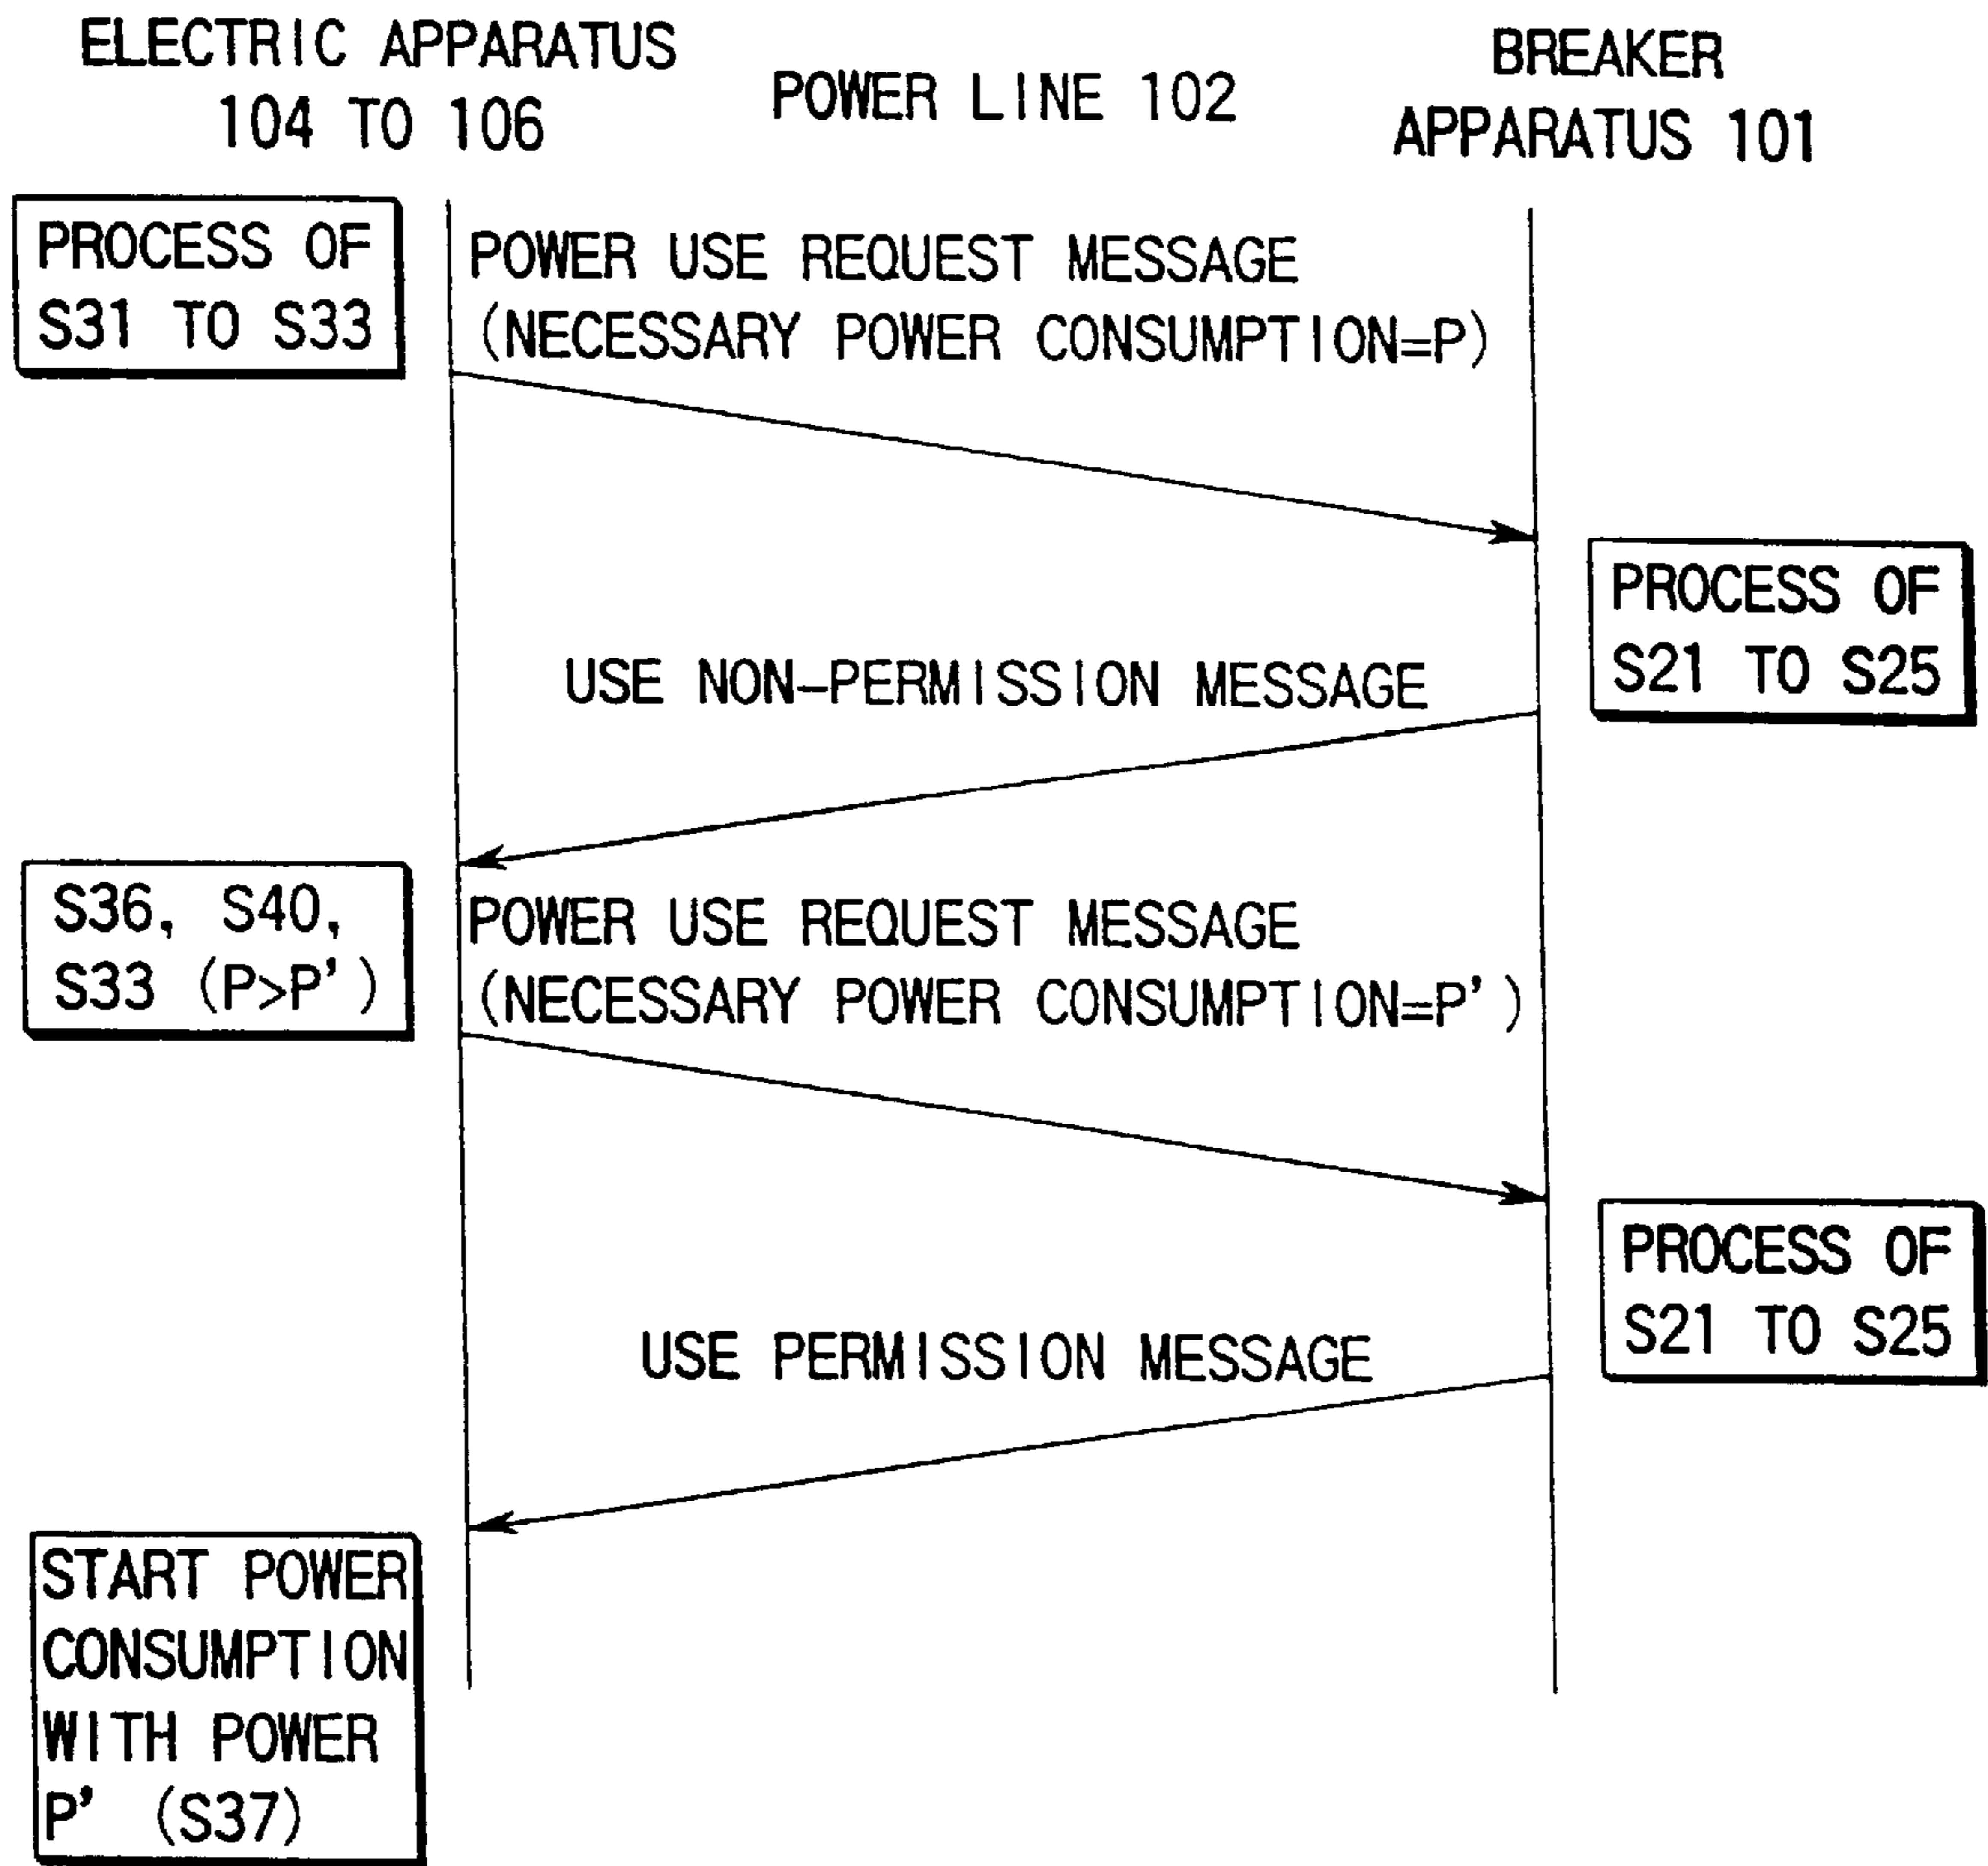 ELECTRIC APPARATUS
104 TO 106
POWER LINE 102
BREAKER
APPARATUS 101
PROCESS OF
S31 TO S33
POWER USE REQUEST MESSAGE
(NECESSARY POWER CONSUMPTION=P)
PROCESS OF
S21 TO S25
USE NON-PERMISSION MESSAGE
S36, S40,
S33 (P>P')
POWER USE REQUEST MESSAGE
(NECESSARY POWER CONSUMPTION=P')
PROCESS OF
S21 TO S25
USE PERMISSION MESSAGE
START POWER
CONSUMPTION
WITH POWER
P' (S37)